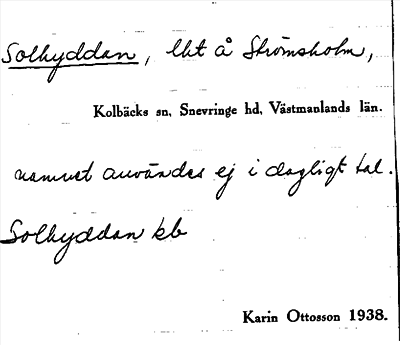 Solhyddan, lht å Strömsholm,
Kolbäcks sn, Snevringe hd, Västmanlands län.
namnet användes ej i dagligt tal.
Solhyddan kb
Karin Ottosson 1938.